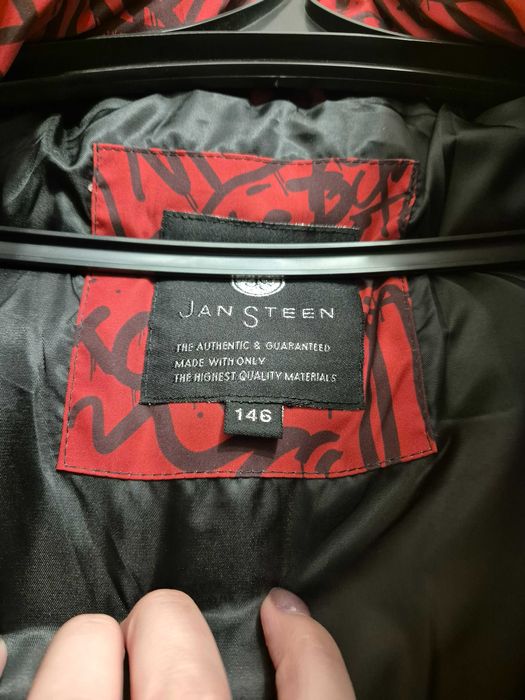 JAN STEEN
THE AUTHENTIC & GUARANTEED
MADE WITH ONLY
THE HIGHEST QUALITY MATERIALS
146